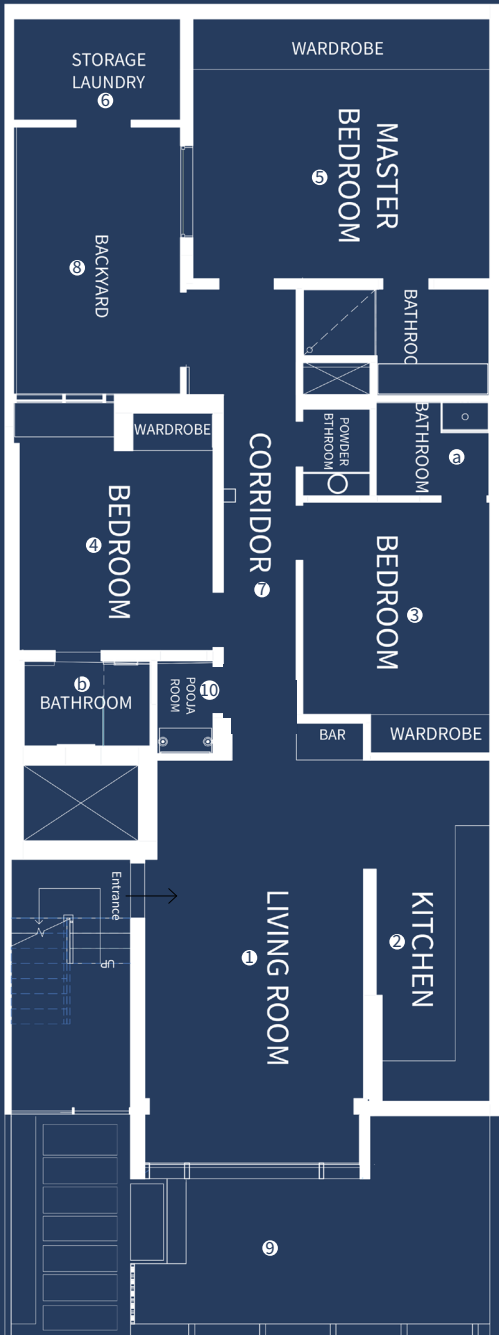 STORAGE
LAUNDRY
6
WARDROBE
MASTER
BEDROOM
5
BACKYARD
8
BATHROC
WARDROBE
POWDER
BTHROOM
BATHROOM
a
CORRIDOR
7
BEDROOM
4
BEDROOM
3
b
BATHROOM
POOJA
ROOM
10
BAR
WARDROBE
Entrance
UP
LIVING ROOM
1
KITCHEN
2
9